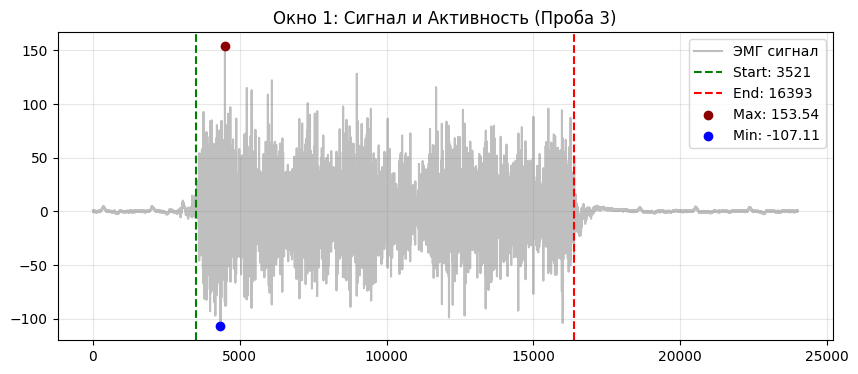 Окно 1: Сигнал и Активность (Проба 3)
ЭМГ сигнал
Start: 3521
End: 16393
Max: 153.54
Min: -107.11
150
100
50
0
−50
−100
0
5000
10000
15000
20000
25000